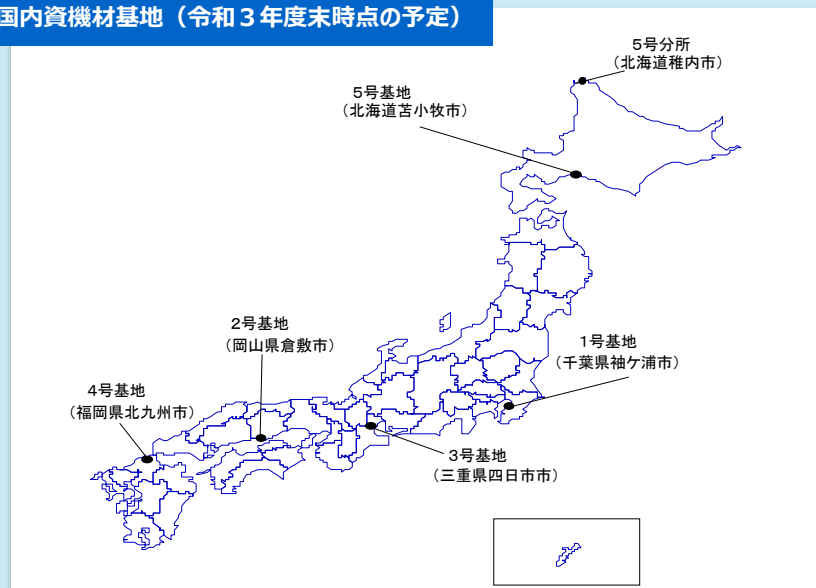 国内資機材基地（令和３年度末時点の予定）
５号分所
（北海道稚内市）
５号基地
（北海道苫小牧市）
２号基地
（岡山県倉敷市）
１号基地
（千葉県袖ケ浦市）
４号基地
（福岡県北九州市）
３号基地
（三重県四日市市）